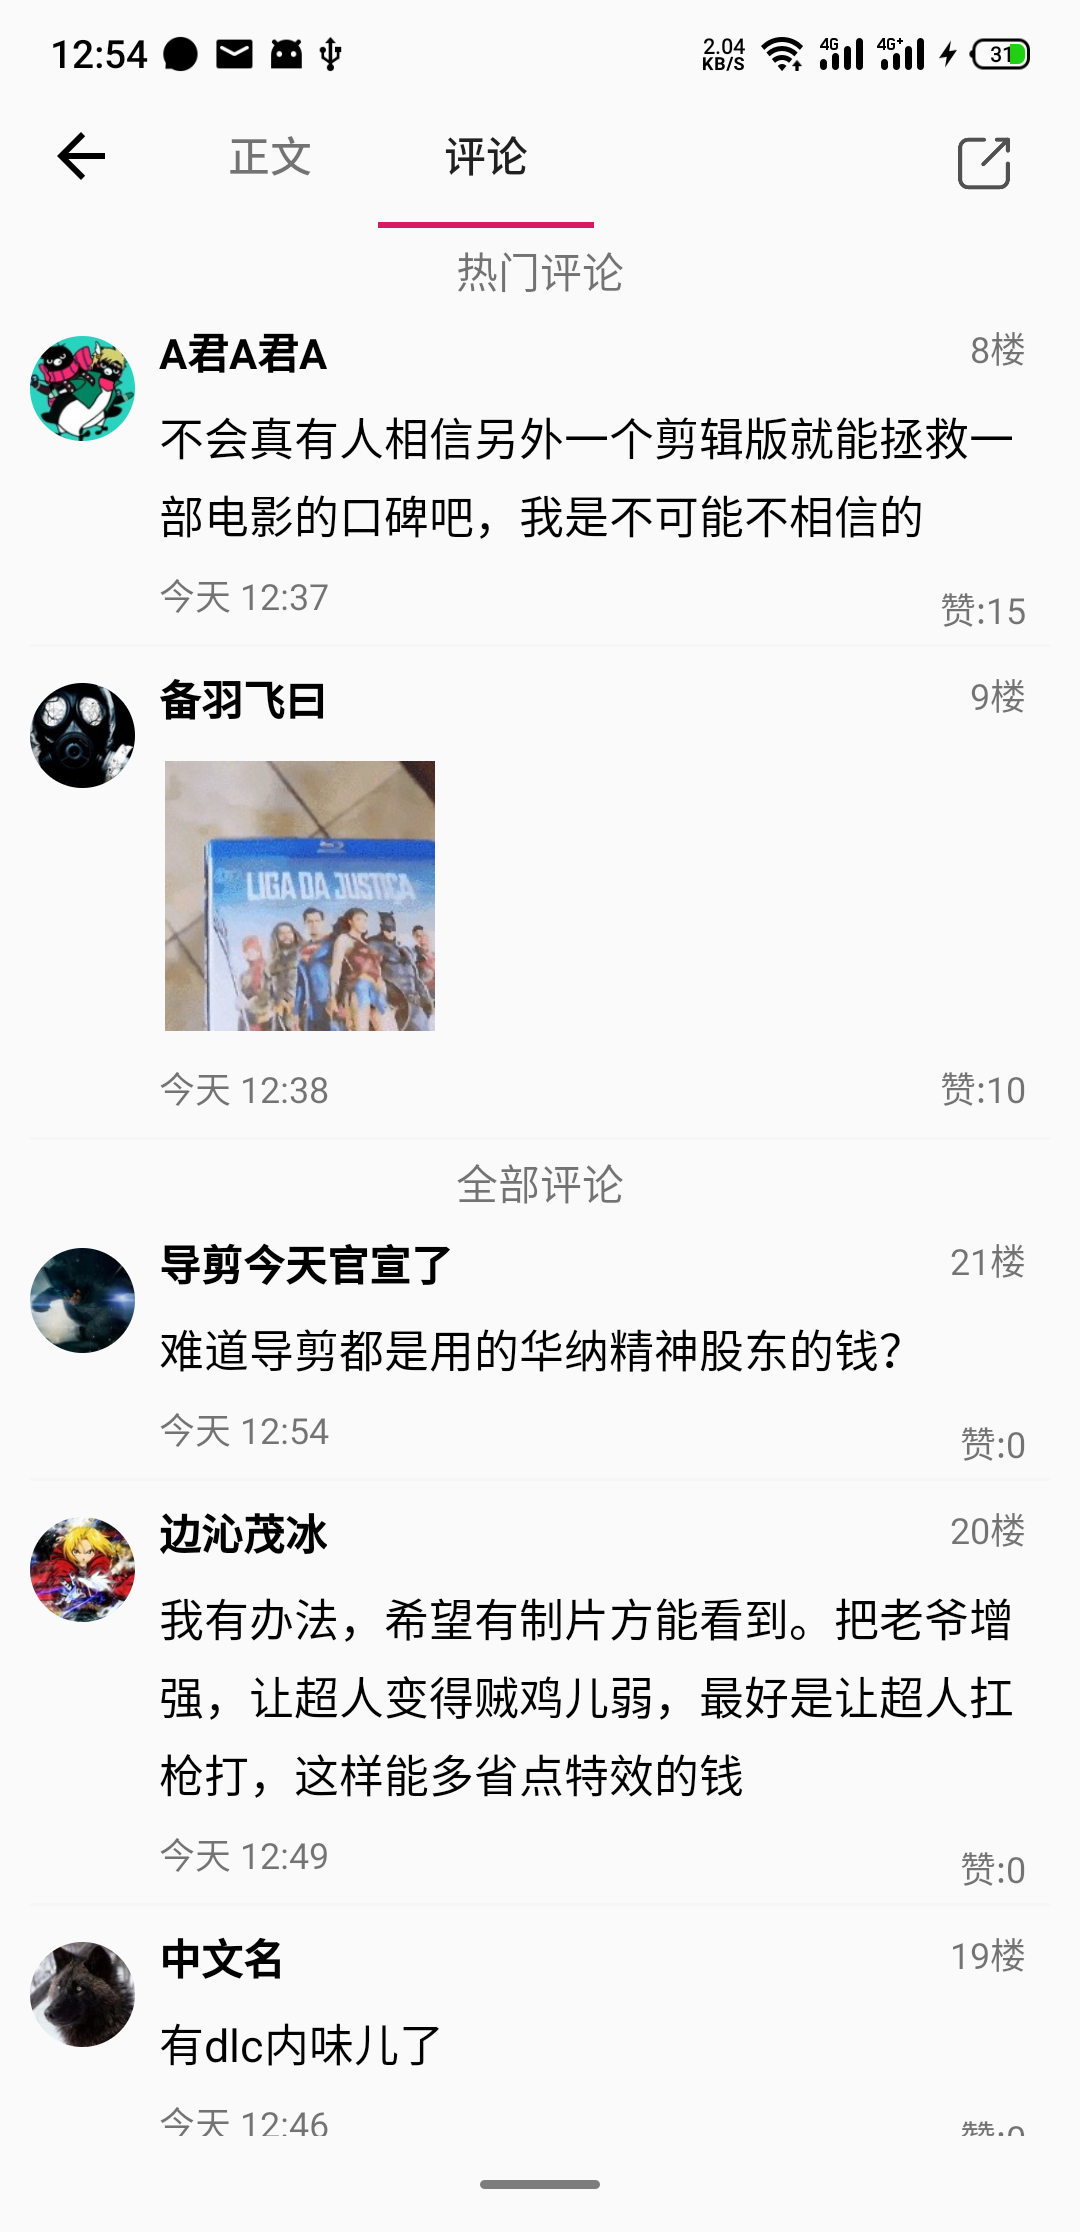 12:54
2.04
KB/S
4G
4G+
31
正文
评论
热门评论
A君A君A
8楼
不会真有人相信另外一个剪辑版就能拯救一
部电影的口碑吧，我是不可能不相信的
今天 12:37
赞:15
备羽飞曰
9楼
LIGA DA JUSTIÇA
今天 12:38
赞:10
全部评论
导剪今天官宣了
21楼
难道导剪都是用的华纳精神股东的钱？
今天 12:54
赞:0
边沁茂冰
20楼
我有办法，希望有制片方能看到。把老爷增
强，让超人变得贼鸡儿弱，最好是让超人扛
枪打，这样能多省点特效的钱
今天 12:49
赞:0
中文名
19楼
有dlc内味儿了
今天 12:46
赞:0